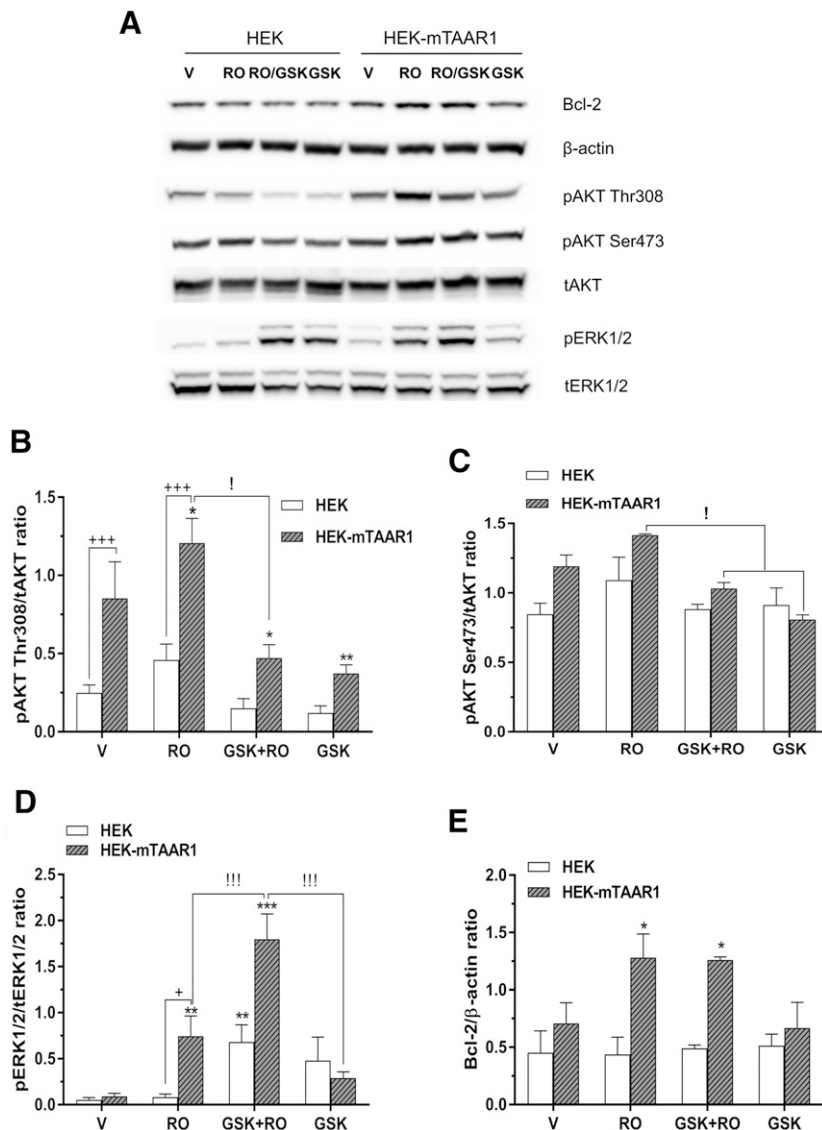 A
HEK HEK-mTAAR1
V RO RO/GSK GSK V RO RO/GSK GSK
Bcl-2
β-actin
pAKT Thr308
pAKT Ser473
tAKT
pERK1/2
tERK1/2
B
pAKT Thr308/tAKT ratio
1.5
1.0
0.5
0.0
+++
+++
!
*
*
**
HEK
HEK-mTAAR1
V RO GSK+RO GSK
C
HEK
HEK-mTAAR1
pAKT Ser473/tAKT ratio
1.5
1.0
0.5
0.0
!
V RO GSK+RO GSK
D
HEK
HEK-mTAAR1
pERK1/2/tERK1/2 ratio
2.5
2.0
1.5
1.0
0.5
0.0
!!! !!!
***
+
**
**
V RO GSK+RO GSK
E
HEK
HEK-mTAAR1
Bcl-2/β-actin ratio
2.0
1.5
1.0
0.5
0.0
* *
V RO GSK+RO GSK